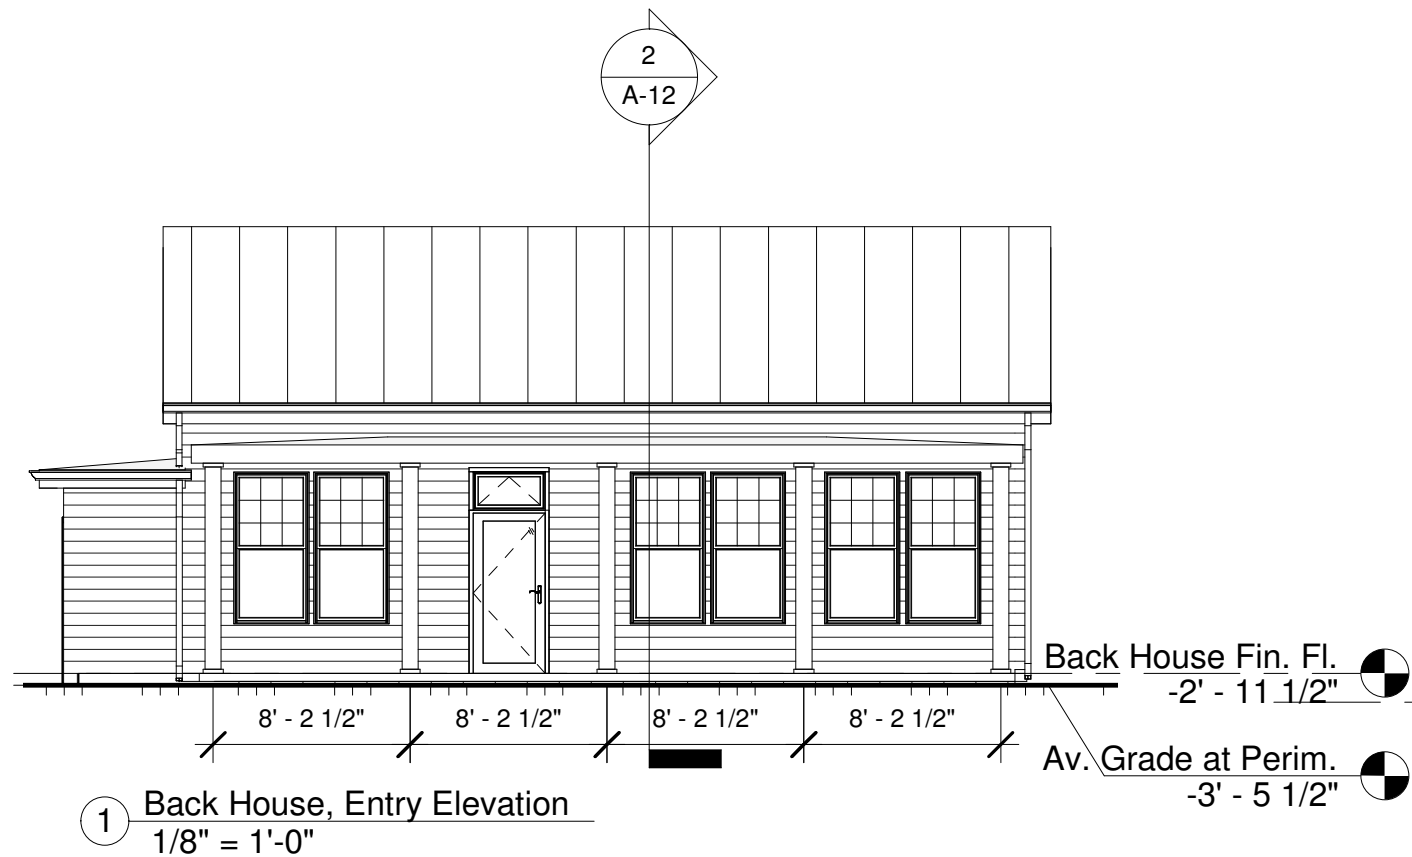 2
A-12
Back House Fin. Fl.
-2' - 11 1/2"
8' - 2 1/2"
8' - 2 1/2"
8' - 2 1/2"
8' - 2 1/2"
Av. Grade at Perim.
-3' - 5 1/2"
1
Back House, Entry Elevation
1/8" = 1'-0"